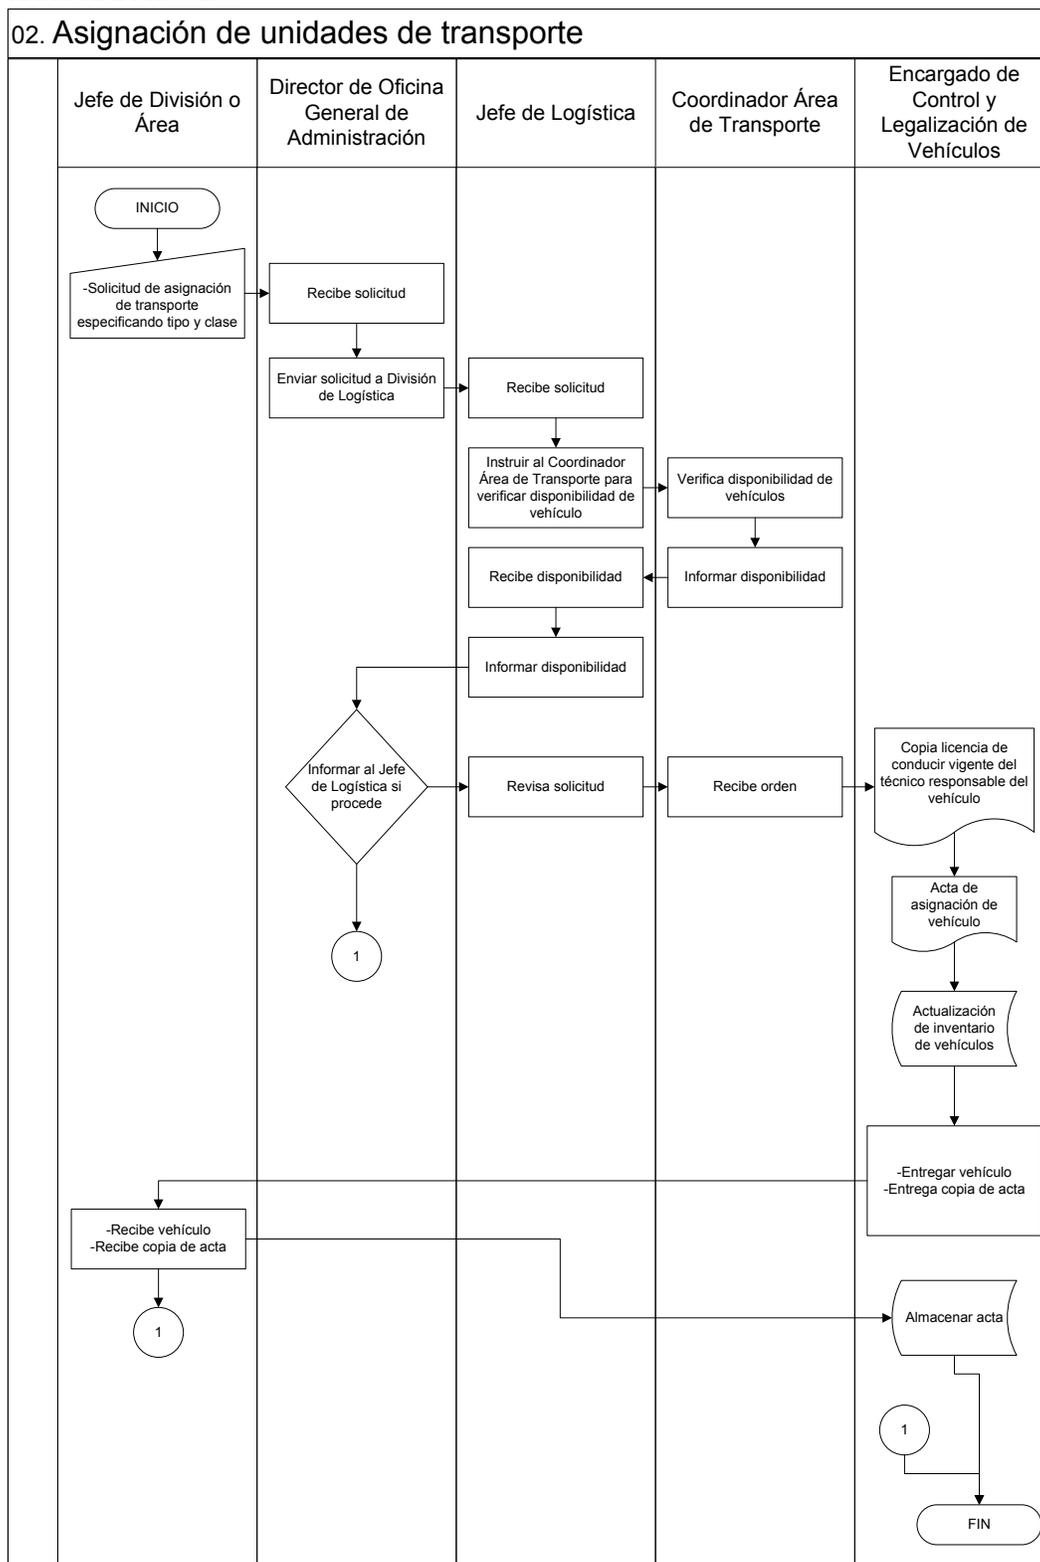 02. Asignación de unidades de transporte
Jefe de División o
Área
Director de Oficina
General de
Administración
Jefe de Logística
Coordinador Área
de Transporte
Encargado de
Control y
Legalización de
Vehículos
INICIO
-Solicitud de asignación
de transporte
especificando tipo y clase
Recibe solicitud
Enviar solicitud a División
de Logística
Recibe solicitud
Instruir al Coordinador
Área de Transporte para
verificar disponibilidad de
vehículo
Verifica disponibilidad de
vehículos
Informar disponibilidad
Recibe disponibilidad
Informar disponibilidad
Informar al Jefe
de Logística si
procede
Revisa solicitud
Recibe orden
Copia licencia de
conducir vigente del
técnico responsable del
vehículo
Acta de
asignación de
vehículo
1
Actualización
de inventario
de vehículos
-Entregar vehículo
-Entrega copia de acta
-Recibe vehículo
-Recibe copia de acta
1
Almacenar acta
1
FIN